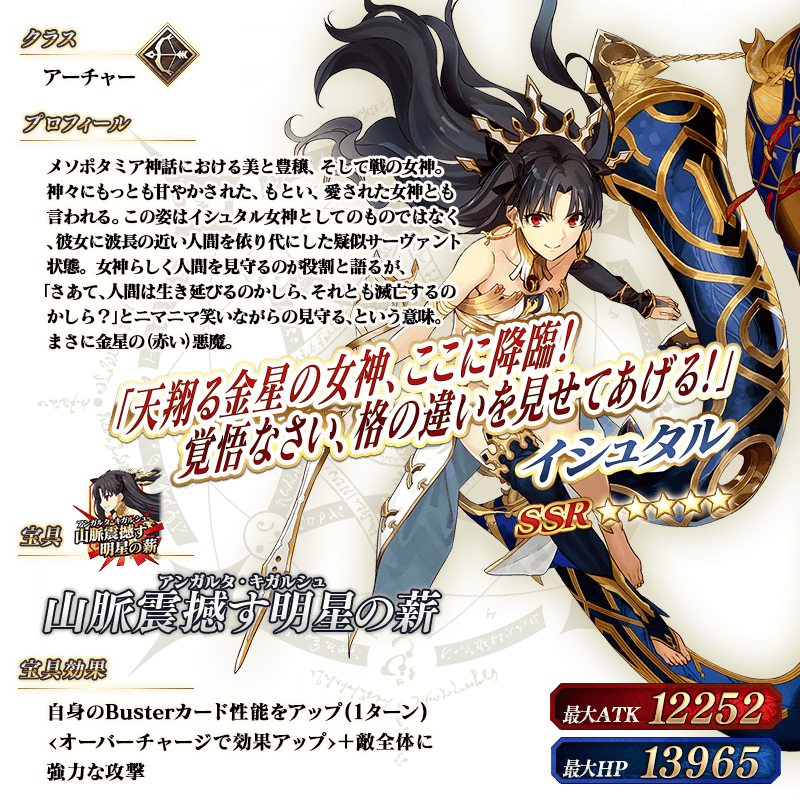 クラス
アーチャー
プロフィール
メソポタミア神話における美と豊穣、そして戦の女神。
神々にもっとも甘やかされた、もとい、愛された女神とも
言われる。この姿はイシュタル女神としてのものではなく
、彼女に波長の近い人間を依り代にした疑似サーヴァント
状態。女神らしく人間を見守るのが役割と語るが、
「さあて、人間は生き延びるのかしら、それとも滅亡するの
かしら？」とニマニマ笑いながらの見守る、という意味。
まさに金星の（赤い）悪魔。
「天翔る金星の女神、ここに降臨！
覚悟なさい、格の違いを見せてあげる！」
イシュタル
SSR ★★★★★
宝具
アンガルタ・キガルシュ
山脈震撼す
明星の薪
アンガルタ・キガルシュ
山脈震撼す明星の薪
宝具効果
自身のBusterカード性能をアップ(1ターン)
<オーバーチャージで効果アップ>＋敵全体に
強力な攻撃
最大ATK 12252
最大HP 13965